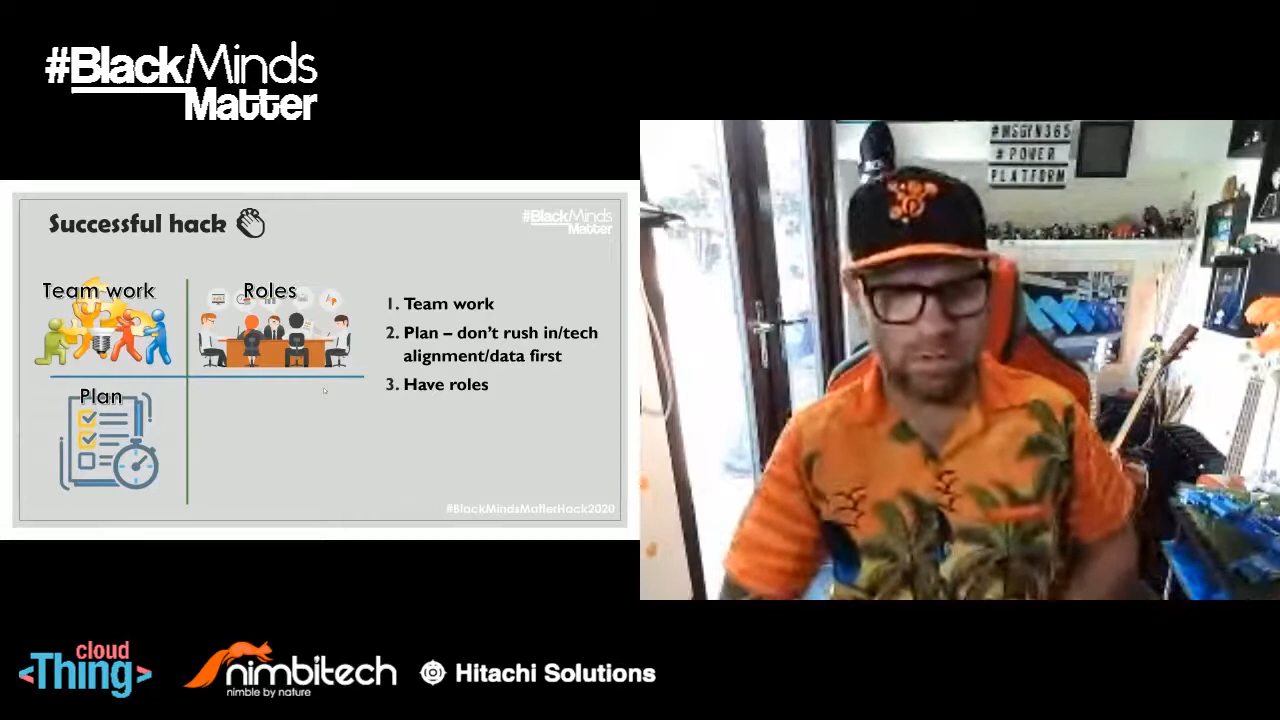 #BlackMinds
Matter
Successful hack
#BlackMinds
Matter
Team work
Roles
Plan
1. Team work
2. Plan – don't rush in/tech
alignment/data first
3. Have roles
#BlackMindsMatterHack2020
#MSGYN365
# POWER
PLATFORM
cloud
<Thing>
nimbitech
nimble by nature
Hitachi Solutions